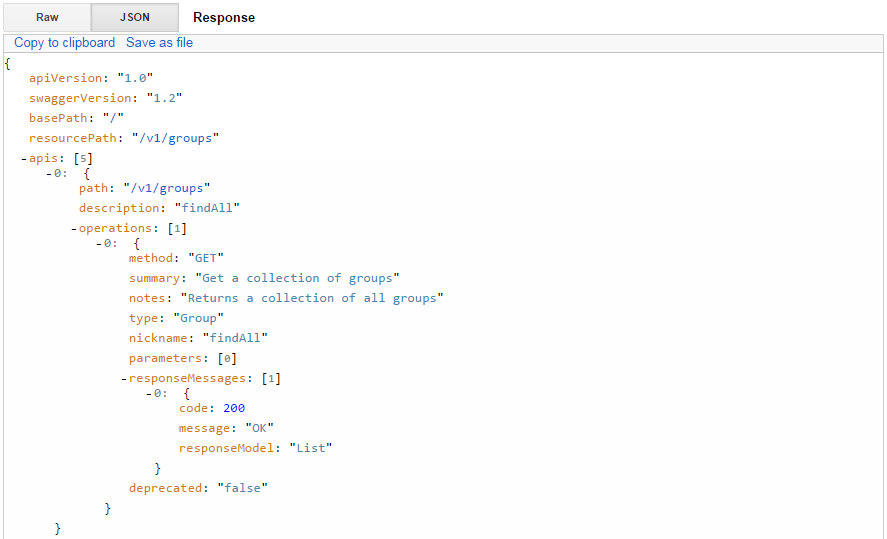 Raw JSON Response
Copy to clipboard Save as file
{
apiVersion: "1.0"
swaggerVersion: "1.2"
basePath: "/"
resourcePath: "/v1/groups"
-apis: [5]
-0: {
path: "/v1/groups"
description: "findAll"
-operations: [1]
-0: {
method: "GET"
summary: "Get a collection of groups"
notes: "Returns a collection of all groups"
type: "Group"
nickname: "findAll"
parameters: [0]
-responseMessages: [1]
-0: {
code: 200
message: "OK"
responseModel: "List"
}
deprecated: "false"
}
}